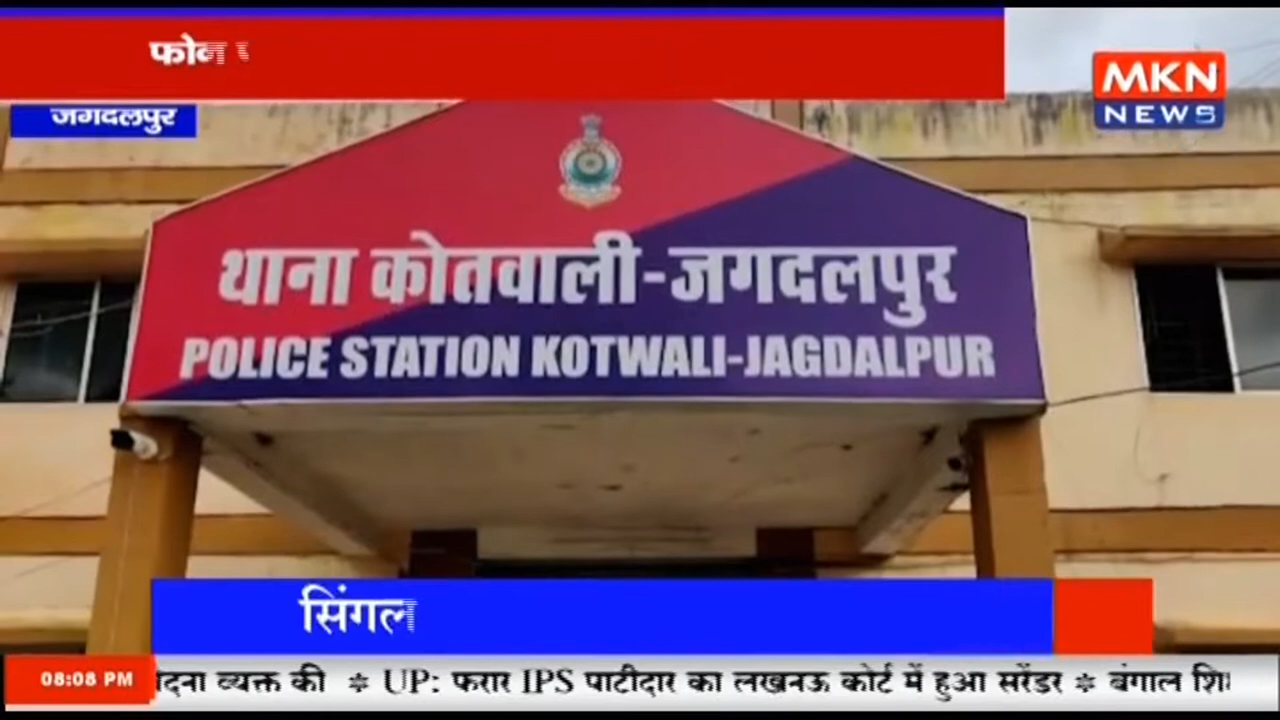 फोन
MKN
NEWS
जगदलपुर
थाना कोतवाली-जगदलपुर
POLICE STATION KOTWALI-JAGDALPUR
सिंगल
08:08 PM
व्यक्त की * UP: फरार IPS पाटीदार का लखनऊ कोर्ट में हुआ सरेंडर * बंगाल